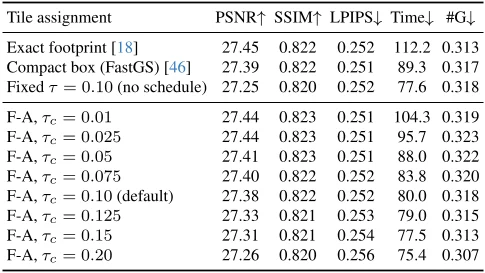 Tile assignment PSNR↑ SSIM↑ LPIPS↓ Time↓ #G↓
Exact footprint [18] 27.45 0.822 0.252 112.2 0.313
Compact box (FastGS) [46] 27.39 0.822 0.251 89.3 0.317
Fixed τ = 0.10 (no schedule) 27.25 0.820 0.252 77.6 0.318
F-A, τc = 0.01 27.44 0.823 0.251 104.3 0.319
F-A, τc = 0.025 27.44 0.823 0.251 95.7 0.323
F-A, τc = 0.05 27.41 0.823 0.251 88.0 0.322
F-A, τc = 0.075 27.40 0.822 0.252 83.8 0.320
F-A, τc = 0.10 (default) 27.38 0.822 0.252 80.0 0.318
F-A, τc = 0.125 27.33 0.821 0.253 79.0 0.315
F-A, τc = 0.15 27.31 0.821 0.254 77.5 0.313
F-A, τc = 0.20 27.26 0.820 0.256 75.4 0.307